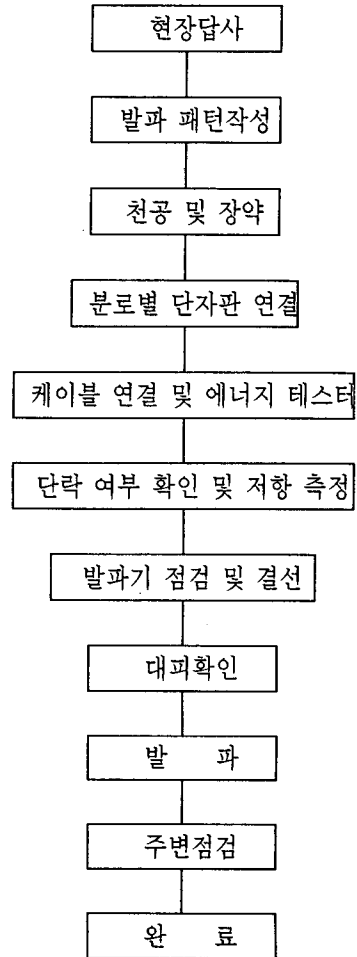 현장답사
발파 패턴작성
천공 및 장약
분로별 단자판 연결
케이블 연결 및 에너지 테스터
단락 여부 확인 및 저항 측정
발파기 점검 및 결선
대피확인
발 파
주변점검
완 료